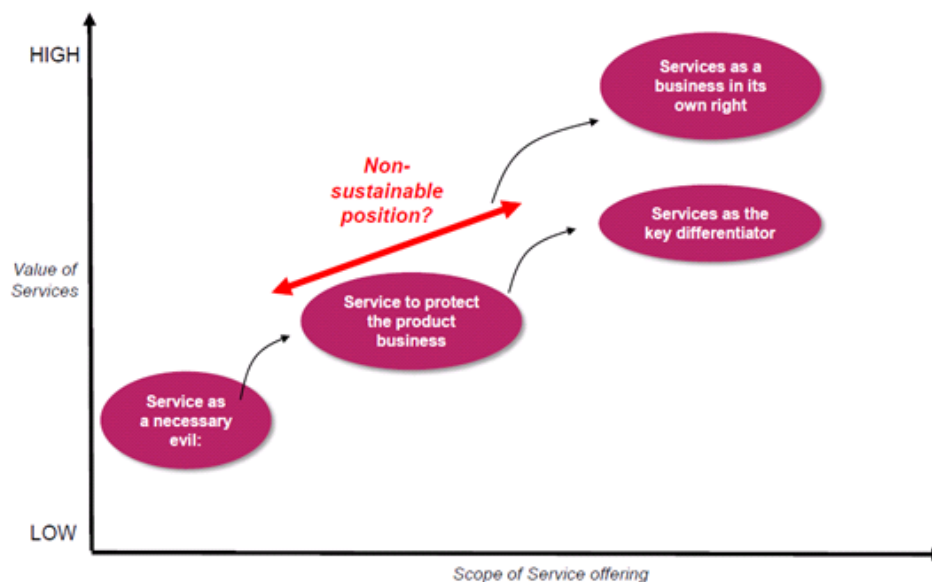 HIGH
Services as a
business in its
own right
Non-
sustainable
position?
Services as the
key differentiator
Value of
Services
Service to protect
the product
business
Service as
a necessary
evil:
LOW
Scope of Service offering